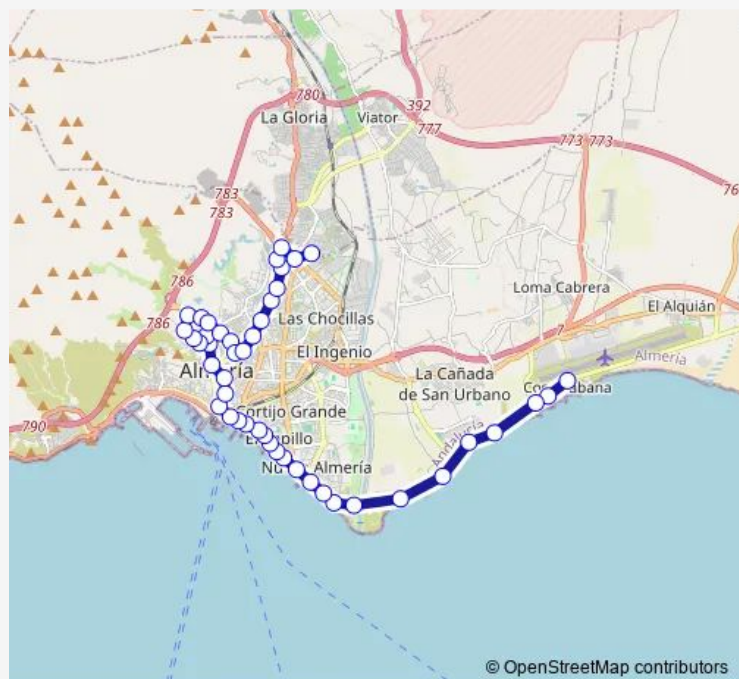 780
392
La Gloria
Viator
777
773 773
76
783
783
786
Loma Cabrera
786
El Alquián
Las Chocillas
7
El Ingenio
Almería
La Cañada
de San Urbano
Almería
Cortijo Grande
790
Andalucía
Almería
© OpenStreetMap contributors